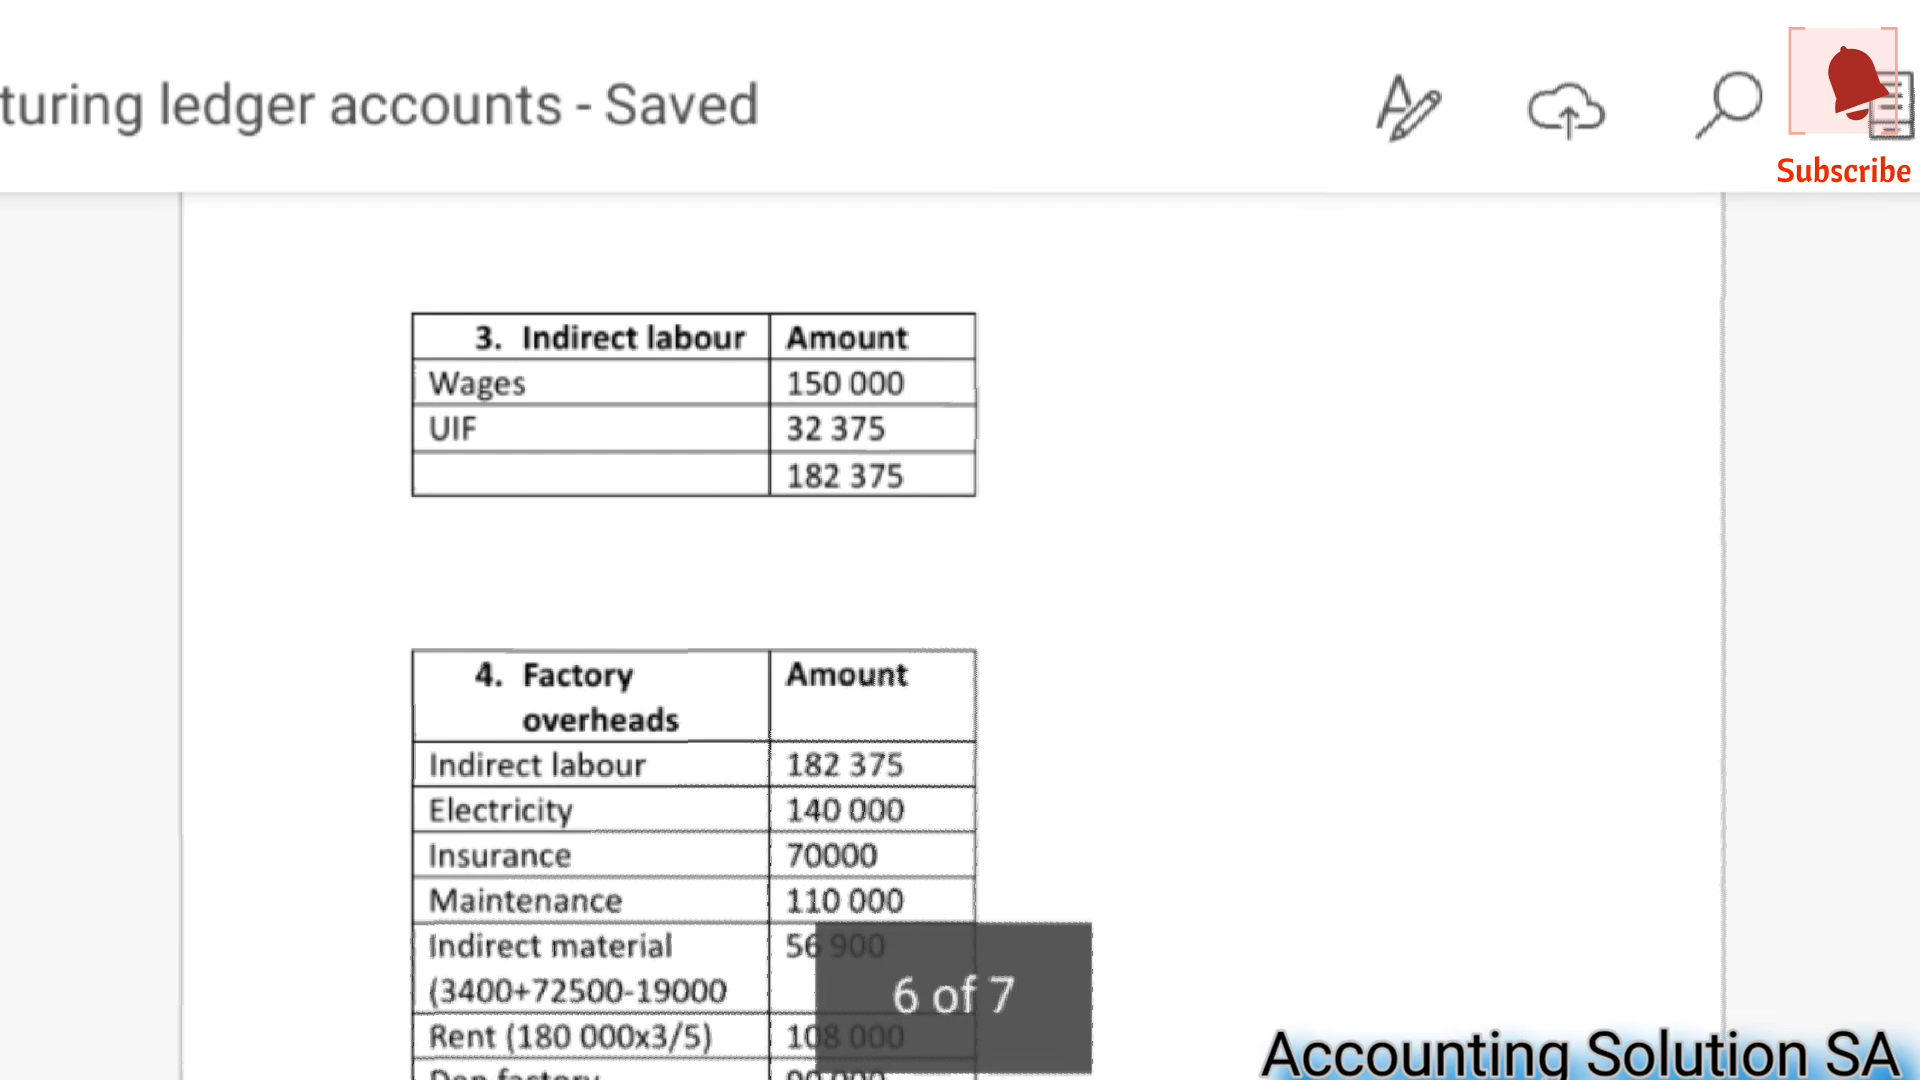 turing ledger accounts - Saved
Subscribe
3. Indirect labour Amount
Wages 150 000
UIF 32 375
182 375
4. Factory overheads Amount
Indirect labour 182 375
Electricity 140 000
Insurance 70000
Maintenance 110 000
Indirect material 56 900
(3400+72500-19000
6 of 7
Rent (180 000x3/5) 108 000
Accounting Solution SA